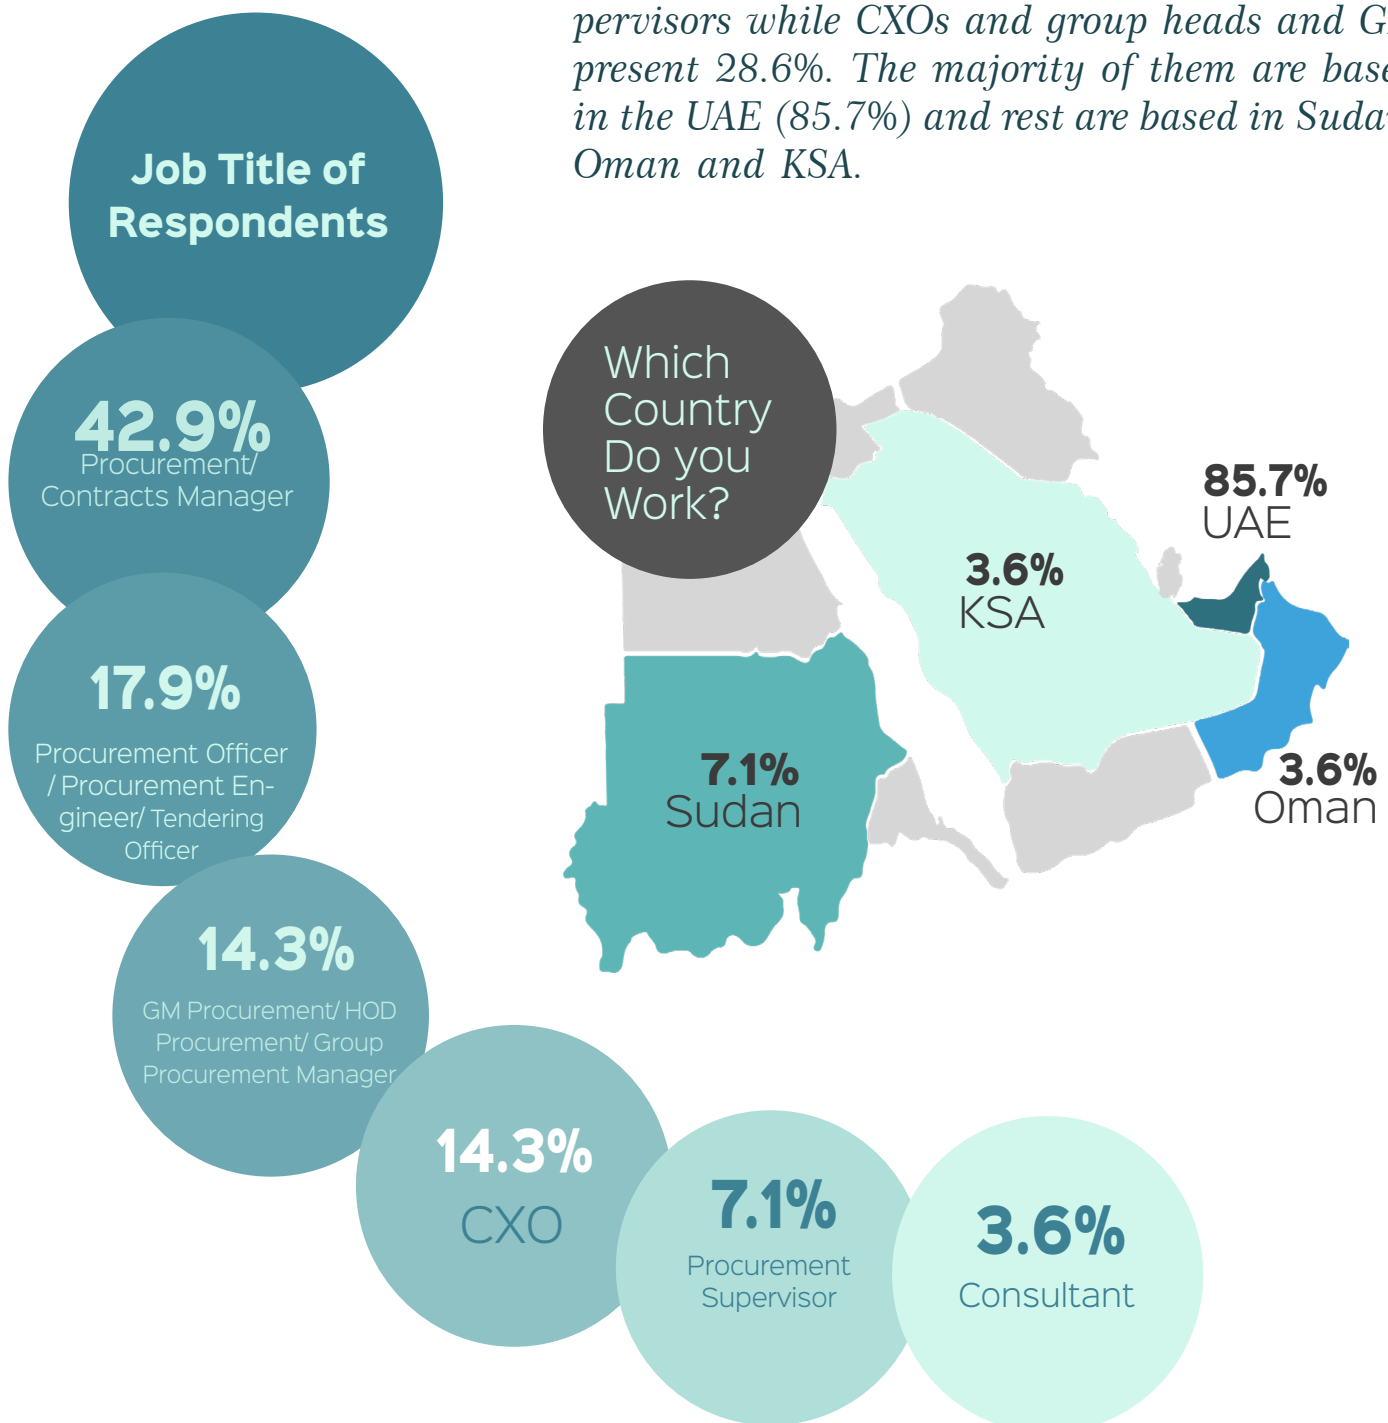 pervisors while CXOs and group heads and
present 28.6%. The majority of them are
in the UAE (85.7%) and rest are based in
Oman and KSA.
Job Title of
Respondents
42.9%
Procurement/
Contracts Manager
17.9%
Procurement Officer
/ Procurement En-
gineer/ Tendering
Officer
14.3%
GM Procurement/ HOD
Procurement/ Group
Procurement Manager
14.3%
CXO
7.1%
Procurement
Supervisor
3.6%
Consultant
Which
Country
Do you
Work?
85.7%
UAE
3.6%
KSA
7.1%
Sudan
3.6%
Oman